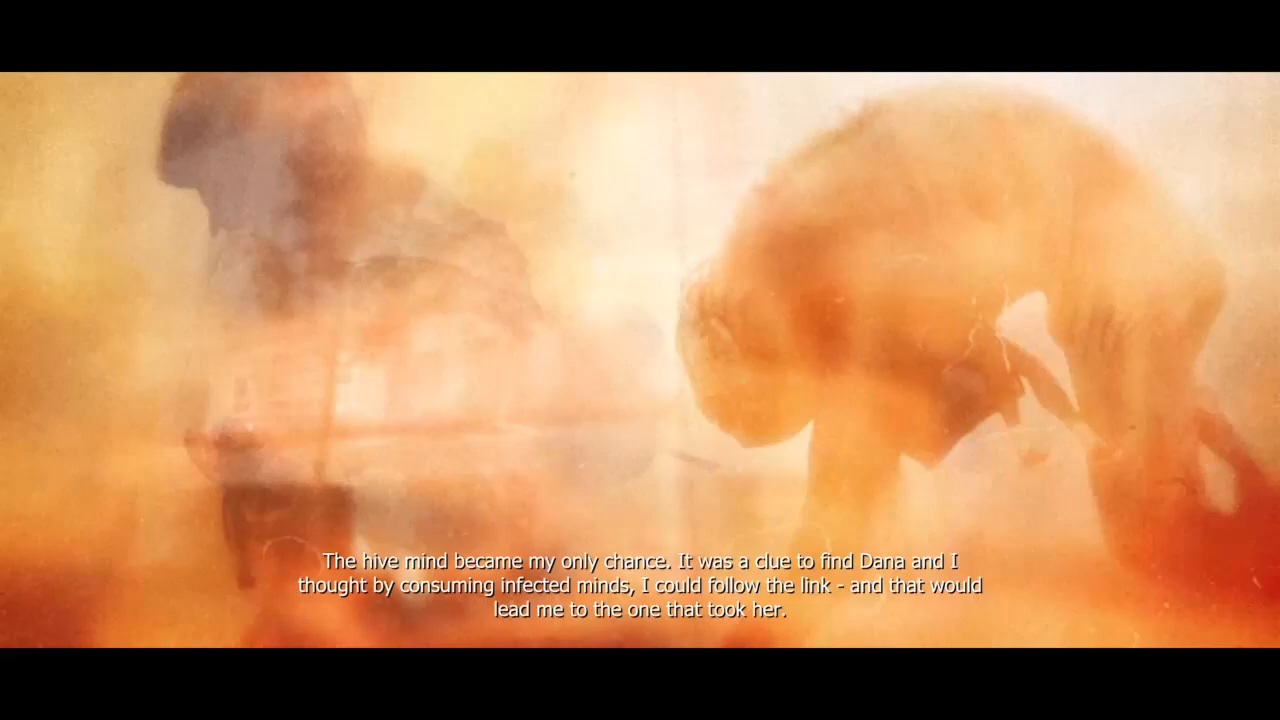 The hive mind became my only chance. It was a clue to find Dana and I
thought by consuming infected minds, I could follow the link - and that would
lead me to the one that took her.